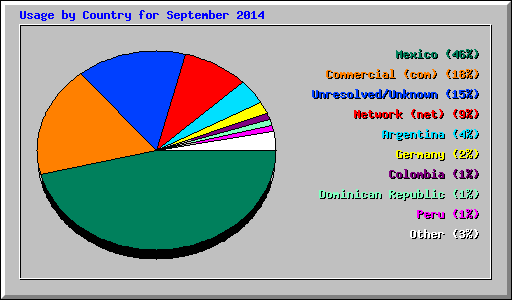 Usage by Country for September 2014
Mexico (46%)
Commercial (com) (18%)
Unresolved/Unknown (15%)
Network (net) (9%)
Argentina (4%)
Germany (2%)
Colombia (1%)
Dominican Republic (1%)
Peru (1%)
Other (3%)